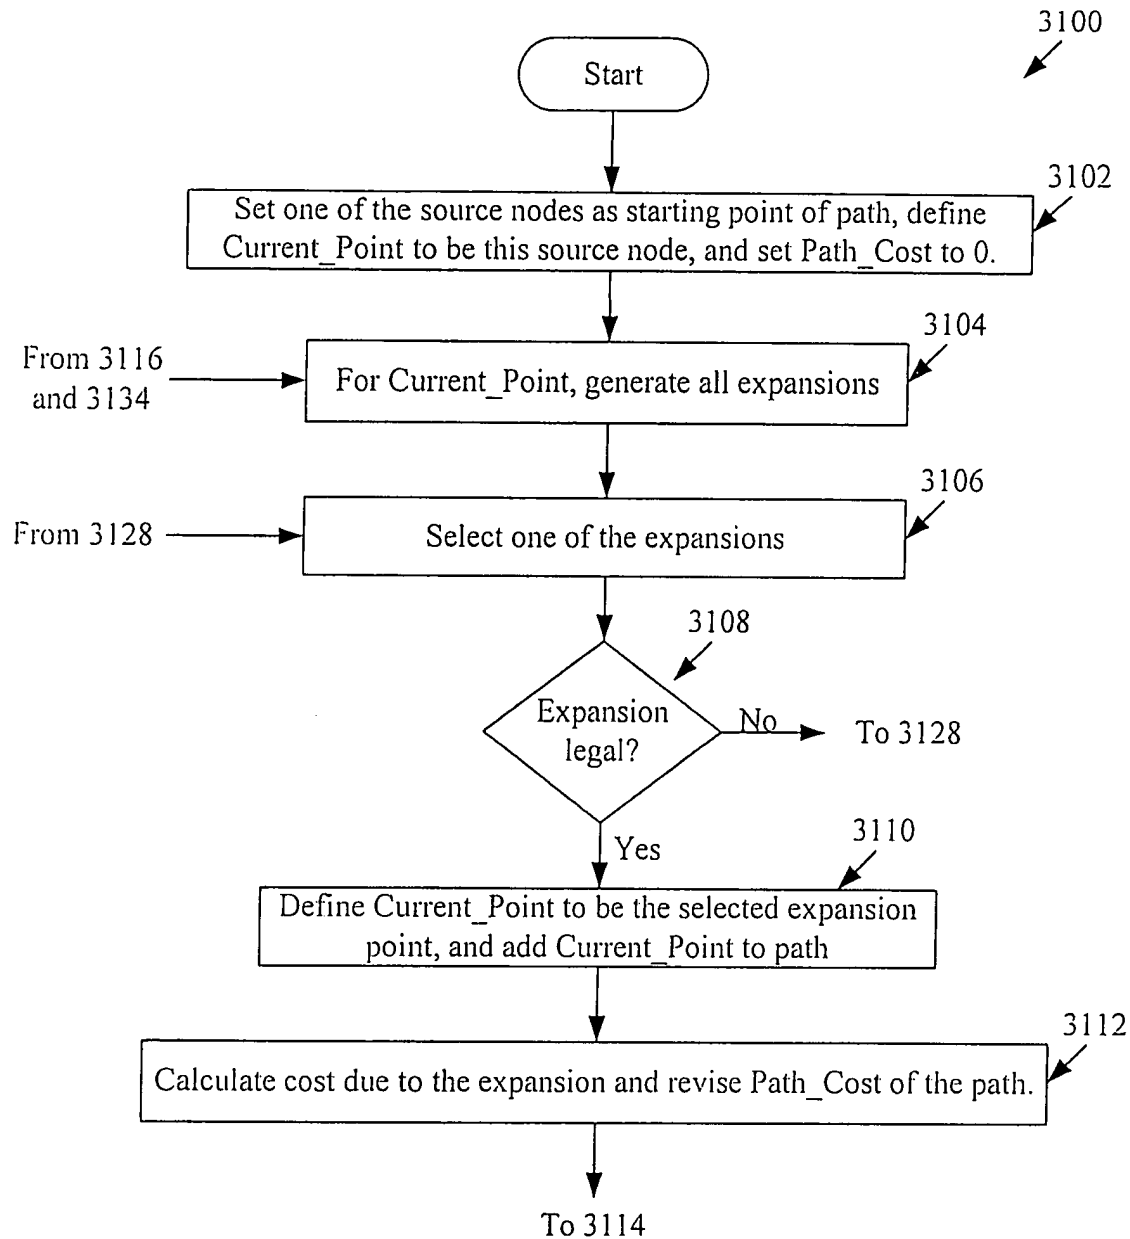 3100
Start
3102
Set one of the source nodes as starting point of path, define
Current_Point to be this source node, and set Path_Cost to 0.
3104
From 3116
and 3134
For Current_Point, generate all expansions
3106
From 3128
Select one of the expansions
3108
Expansion
legal?
No
To 3128
Yes
3110
Define Current_Point to be the selected expansion
point, and add Current_Point to path
3112
Calculate cost due to the expansion and revise Path_Cost of the path.
To 3114